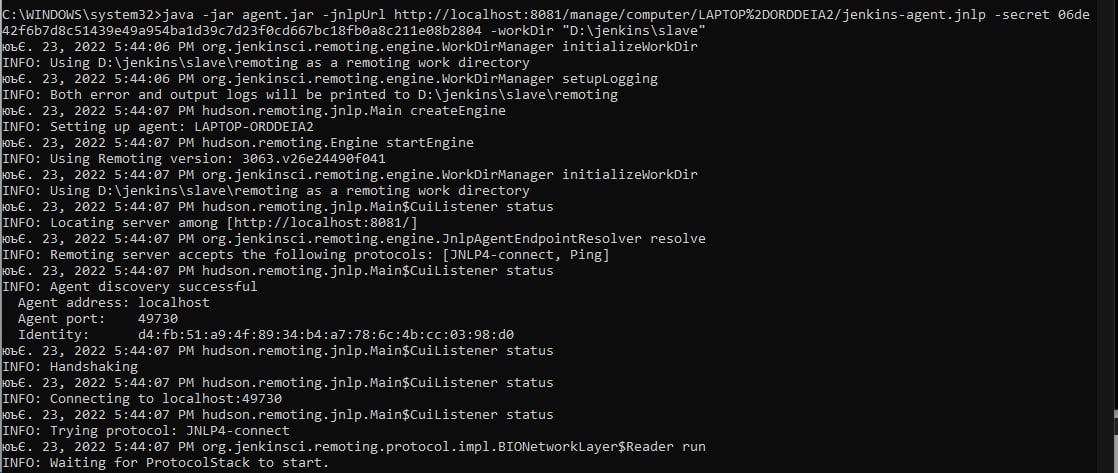 C:\WINDOWS\system32>java -jar agent.jar -jnlpUrl http://localhost:8081/manage/computer/LAPTOP%2DORDDEIA2/jenkins-agent.jnlp -secret 06de
42f6b7d8c51439e49a954ba1d39c7d23f0cd667bc18fb0a8c211e08b2804 -workDir "D:\jenkins\slave"
юъЄ. 23, 2022 5:44:06 PM org.jenkinsci.remoting.engine.WorkDirManager initializeWorkDir
INFO: Using D:\jenkins\slave\remoting as a remoting work directory
юъЄ. 23, 2022 5:44:06 PM org.jenkinsci.remoting.engine.WorkDirManager setupLogging
INFO: Both error and output logs will be printed to D:\jenkins\slave\remoting
юъЄ. 23, 2022 5:44:07 PM hudson.remoting.jnlp.Main createEngine
INFO: Setting up agent: LAPTOP-ORDDEIA2
юъЄ. 23, 2022 5:44:07 PM hudson.remoting.Engine startEngine
INFO: Using Remoting version: 3063.v26e24490f041
юъЄ. 23, 2022 5:44:07 PM org.jenkinsci.remoting.engine.WorkDirManager initializeWorkDir
INFO: Using D:\jenkins\slave\remoting as a remoting work directory
юъЄ. 23, 2022 5:44:07 PM hudson.remoting.jnlp.Main$CuiListener status
INFO: Locating server among [http://localhost:8081/]
юъЄ. 23, 2022 5:44:07 PM org.jenkinsci.remoting.engine.JnlpAgentEndpointResolver resolve
INFO: Remoting server accepts the following protocols: [JNLP4-connect, Ping]
юъЄ. 23, 2022 5:44:07 PM hudson.remoting.jnlp.Main$CuiListener status
INFO: Agent discovery successful
  Agent address: localhost
  Agent port:    49730
  Identity:      d4:fb:51:a9:4f:89:34:b4:a7:78:6c:4b:cc:03:98:d0
юъЄ. 23, 2022 5:44:07 PM hudson.remoting.jnlp.Main$CuiListener status
INFO: Handshaking
юъЄ. 23, 2022 5:44:07 PM hudson.remoting.jnlp.Main$CuiListener status
INFO: Connecting to localhost:49730
юъЄ. 23, 2022 5:44:07 PM hudson.remoting.jnlp.Main$CuiListener status
INFO: Trying protocol: JNLP4-connect
юъЄ. 23, 2022 5:44:07 PM org.jenkinsci.remoting.protocol.impl.BIONetworkLayer$Reader run
INFO: Waiting for ProtocolStack to start.